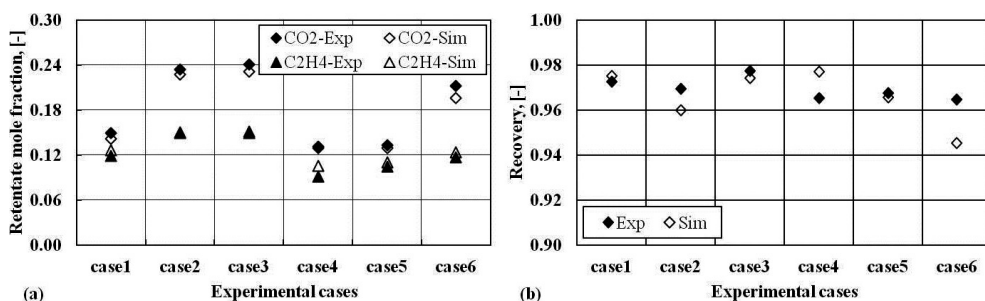 Retentate mole fraction, [-]
0.30
0.24
0.18
0.12
0.06
0.00
CO2-Exp
CO2-Sim
C2H4-Exp
C2H4-Sim
case1 case2 case3 case4 case5 case6
(a)
Experimental cases
Recovery, [-]
1.00
0.98
0.96
0.94
0.92
0.90
Exp
Sim
case1 case2 case3 case4 case5 case6
(b)
Experimental cases